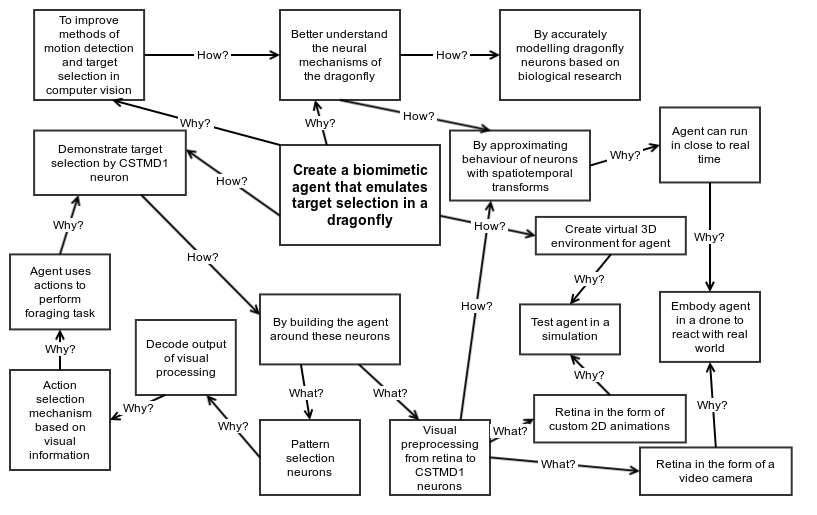 To improve
methods of
motion detection
and target
selection in
computer vision
How?
Better understand
the neural
mechanisms of
the dragonfly
How?
By accurately
modelling dragonfly
neurons based on
biological research
Why?
Why?
How?
Demonstrate target
selection by CSTMD1
neuron
How?
Create a biomimetic
agent that emulates
target selection in a
dragonfly
By approximating
behaviour of neurons
with spatiotemporal
transforms
Why?
Agent can run
in close to real
time
How?
Create virtual 3D
environment for agent
Why?
Why?
Agent uses
actions to
perform
foraging task
How?
Why?
By building the agent
around these neurons
How?
Test agent in a
simulation
Embody agent
in a drone to
react with real
world
Why?
Decode output
of visual
processing
Why?
Action
selection
mechanism
based on
visual
information
Why?
What?
What?
Why?
Why?
Pattern
selection
neurons
Visual
preprocessing
from retina to
CSTMD1
neurons
What?
Retina in the form of
custom 2D animations
What?
Why?
Retina in the form of a
video camera